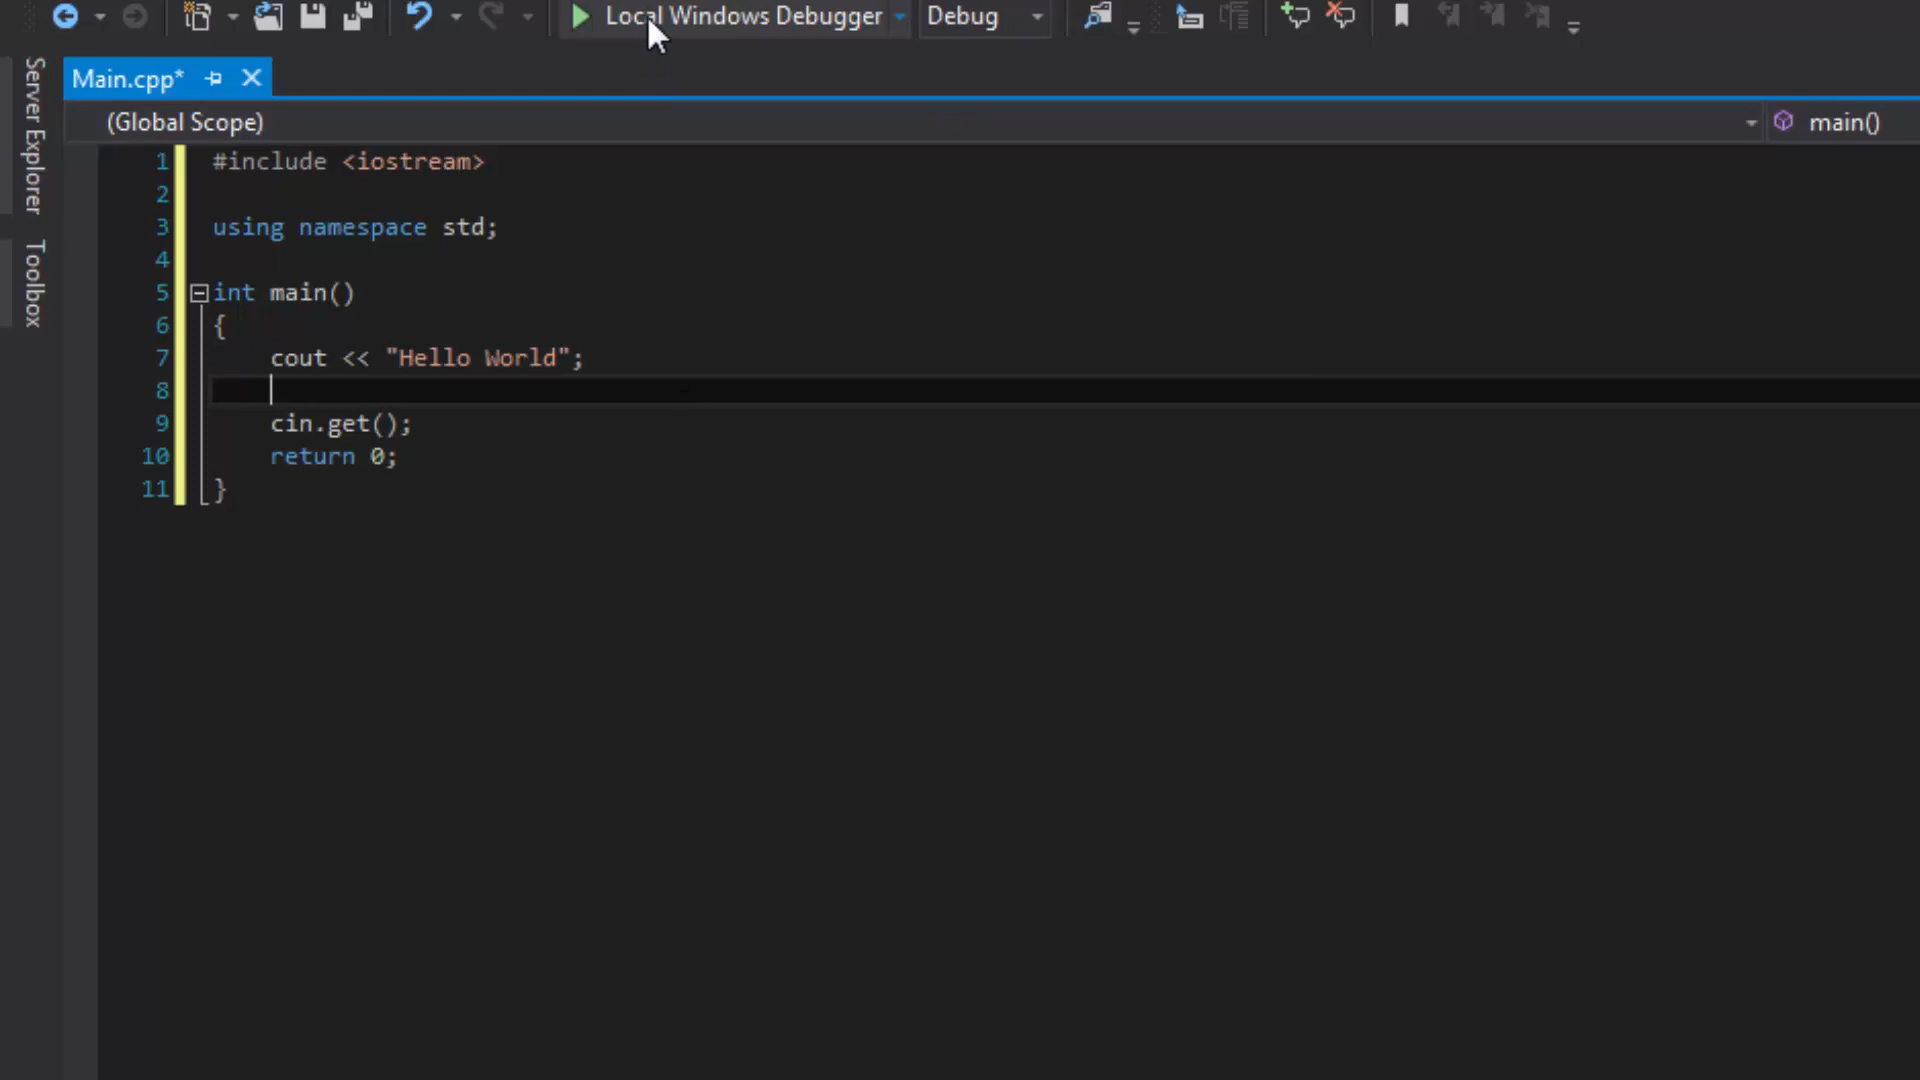 Local Windows Debugger Debug
Server Explorer
Toolbox
Main.cpp*
(Global Scope) main()
1 #include <iostream>
2
3 using namespace std;
4
5 int main()
6 {
7 cout << "Hello World";
8
9 cin.get();
10 return 0;
11 }